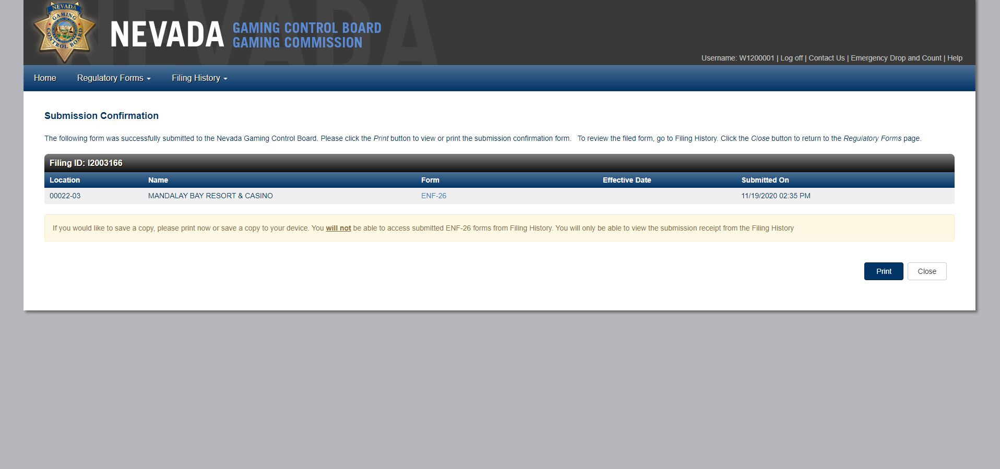 NEVADA
GAMING
CONTROL BOARD
NEVADA
GAMING CONTROL BOARD
GAMING COMMISSION
Username: W1200001 | Log off | Contact Us | Emergency Drop and Count | Help
Home Regulatory Forms Filing History
Submission Confirmation
The following form was successfully submitted to the Nevada Gaming Control Board. Please click the Print button to view or print the submission confirmation form. To review the filed form, go to Filing History. Click the Close button to return to the Regulatory Forms page.
Filing ID: I2003166
Location Name Form Effective Date Submitted On
00022-03 MANDALAY BAY RESORT & CASINO ENF-26 11/19/2020 02:35 PM
If you would like to save a copy, please print now or save a copy to your device. You will not be able to access submitted ENF-26 forms from Filing History. You will only be able to view the submission receipt from the Filing History
Print Close